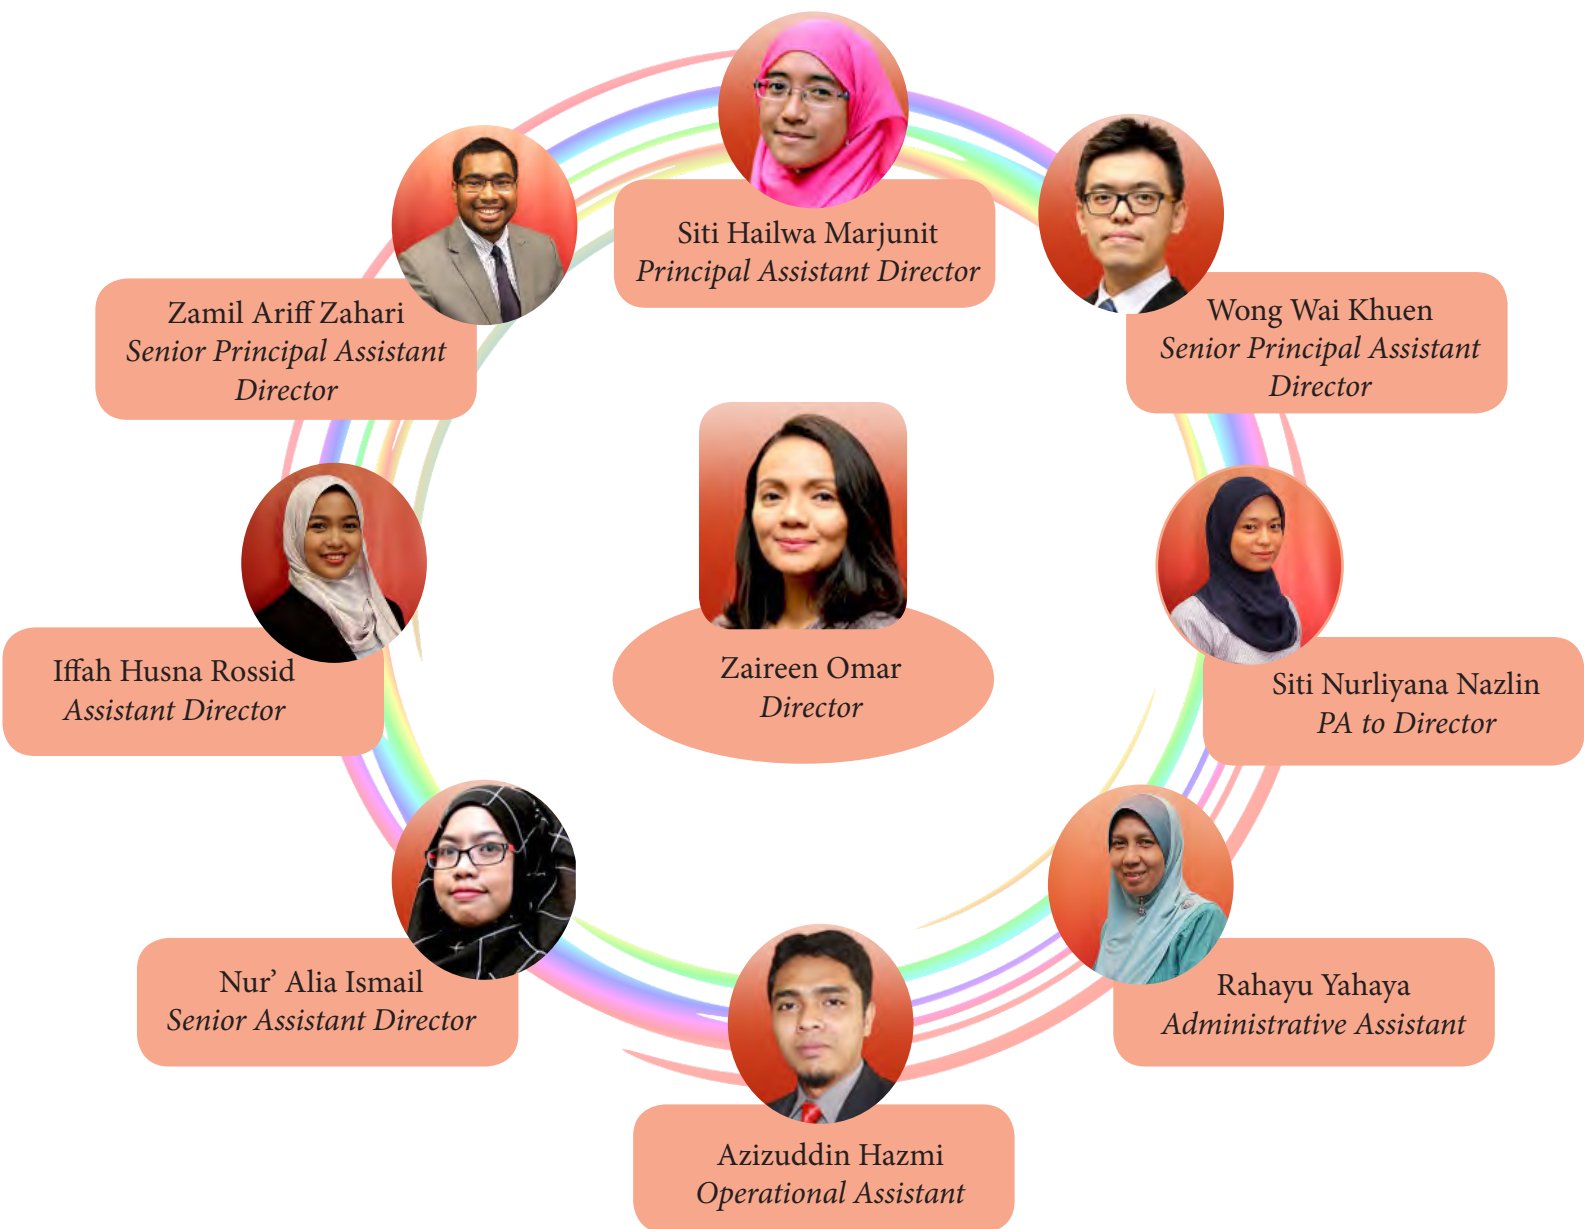 Siti Hailwa Marjunit
Principal Assistant Director
Zamil Ariff Zahari
Senior Principal Assistant
Director
Wong Wai Khuen
Senior Principal Assistant
Director
Iffah Husna Rossid
Assistant Director
Zaireen Omar
Director
Siti Nurliyana Nazlin
PA to Director
Nur’ Alia Ismail
Senior Assistant Director
Rahayu Yahaya
Administrative Assistant
Azizuddin Hazmi
Operational Assistant